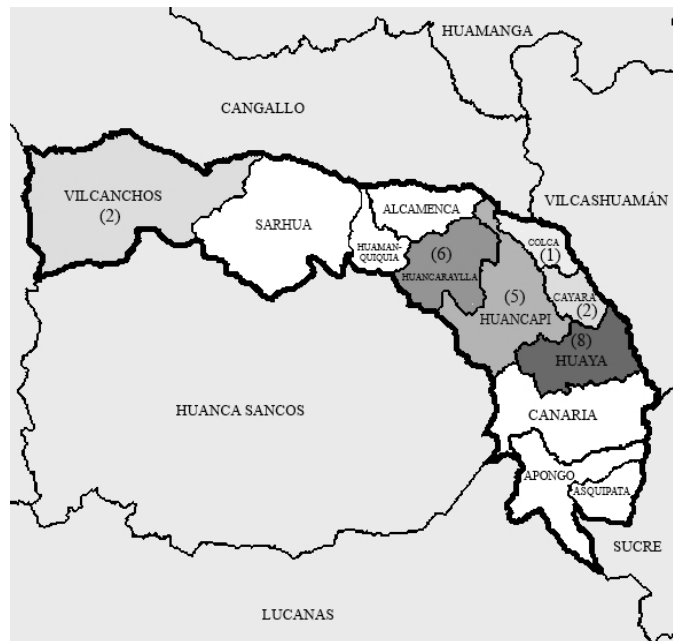 HUAMANGA
CANGALLO
VILCASHUAMÁN
VILCANCHOS
(2)
SARHUA
ALCAMENCA
HUAMAN-
QUIQUIA
(6)
HUANCARAYLLA
COLCA
(1)
CAYARA
(2)
(5)
HUANCAPI
(8)
HUAYA
HUANCA SANCOS
CANARIA
APONGO
ASQUIPATA
SUCRE
LUCANAS